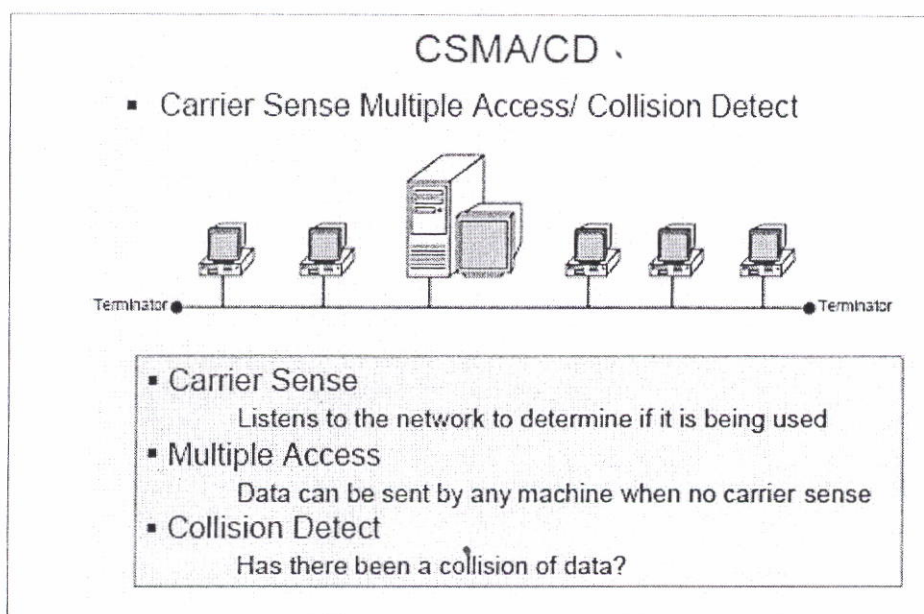 CSMA/CD
▪ Carrier Sense Multiple Access/ Collision Detect
Terminator
Terminator
▪ Carrier Sense
Listens to the network to determine if it is being used
▪ Multiple Access
Data can be sent by any machine when no carrier sense
▪ Collision Detect
Has there been a collision of data?